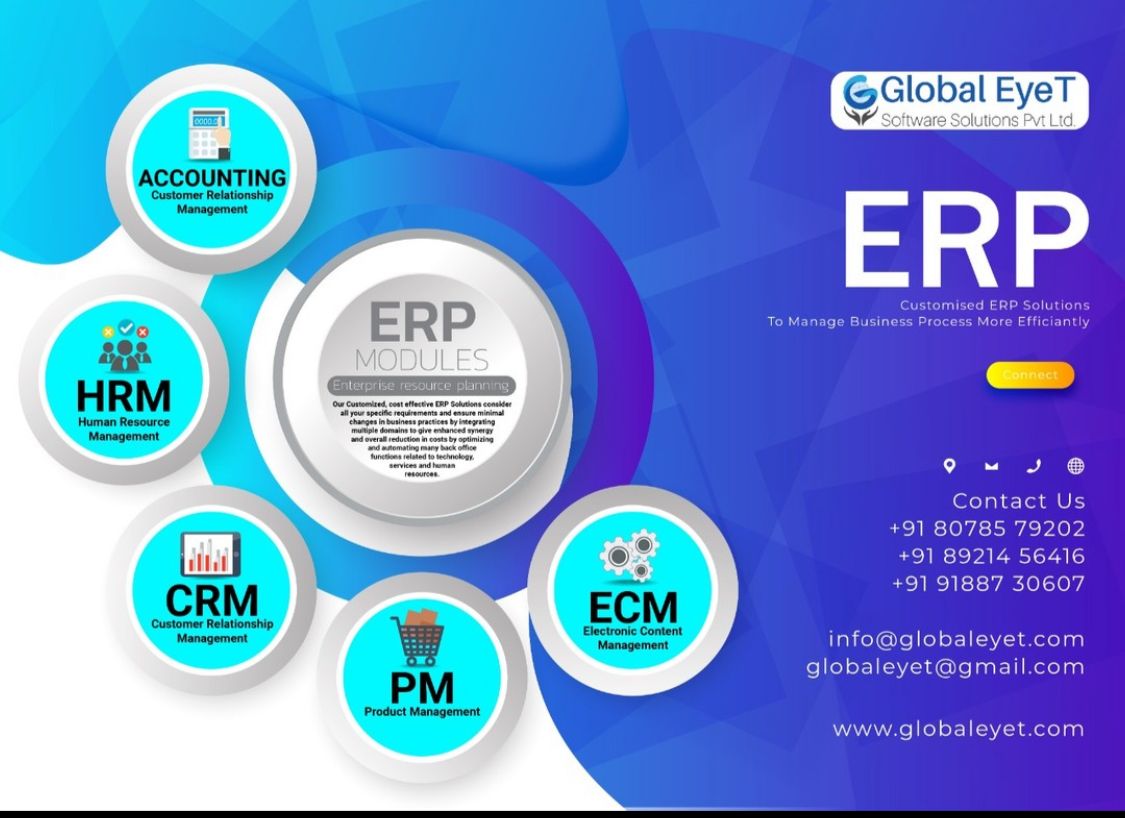 Global EyeT
Software Solutions Pvt Ltd.
ERP
Customised ERP Solutions
To Manage Business Process More Efficiantly
Connect
Contact Us
+91 80785 79202
+91 89214 56416
+91 91887 30607
info@globaleyet.com
globaleyet@gmail.com
www.globaleyet.com
0000.0
ACCOUNTING
Customer Relationship
Management
HRM
Human Resource
Management
CRM
Customer Relationship
Management
PM
Product Management
ECM
Electronic Content
Management
ERP
MODULES
Enterprise resource planning
Our Customized, cost effective ERP Solutions consider
all your specific requirements and ensure minimal
changes in business practices by integrating
multiple domains to give enhanced synergy
and overall reduction in costs by optimizing
and automating many back office
functions related to technology,
services and human
resources.